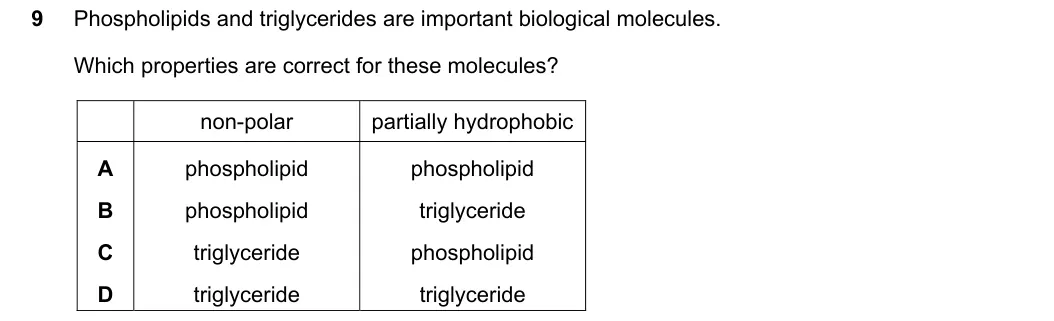 9 Phospholipids and triglycerides are important biological molecules.
Which properties are correct for these molecules?
non-polar partially hydrophobic
A phospholipid phospholipid
B phospholipid triglyceride
C triglyceride phospholipid
D triglyceride triglyceride